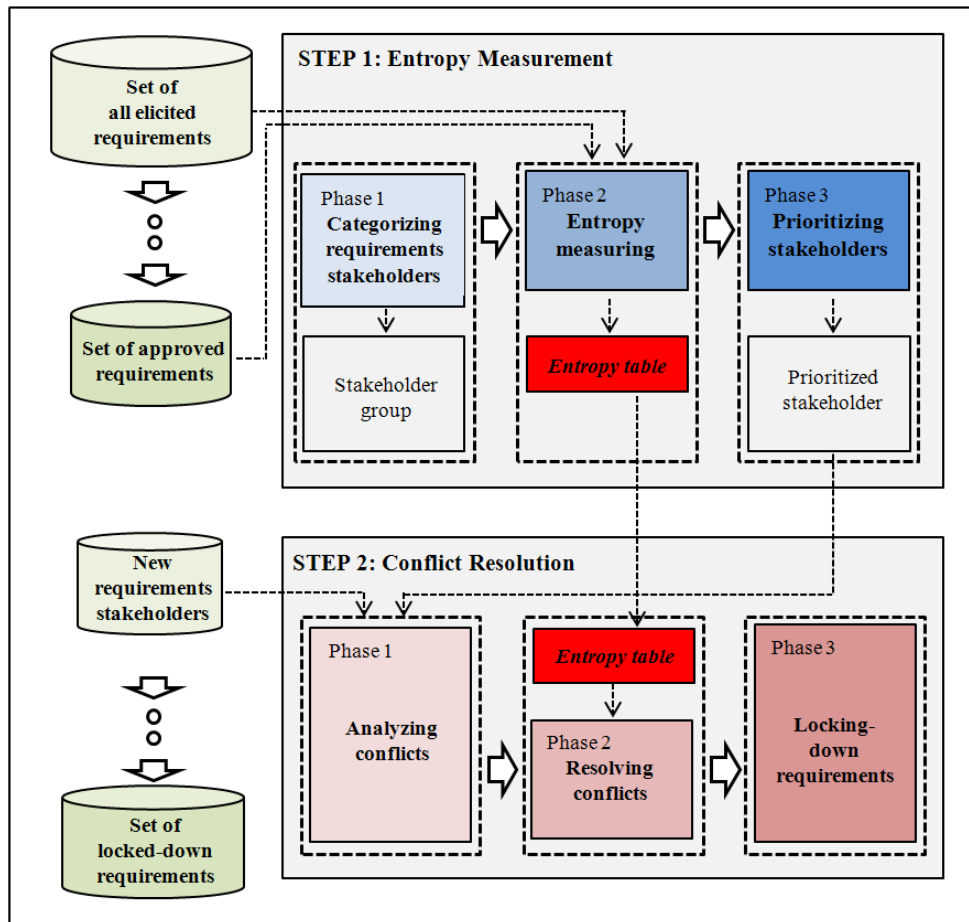 Set of
all elicited
requirements
Set of approved
requirements
STEP 1: Entropy Measurement
Phase 1
Categorizing
requirements
stakeholders
Stakeholder
group
Phase 2
Entropy
measuring
Entropy table
Phase 3
Prioritizing
stakeholders
Prioritized
stakeholder
New
requirements
stakeholders
Set of
locked-down
requirements
STEP 2: Conflict Resolution
Phase 1
Analyzing
conflicts
Entropy table
Phase 2
Resolving
conflicts
Phase 3
Locking-
down
requirements